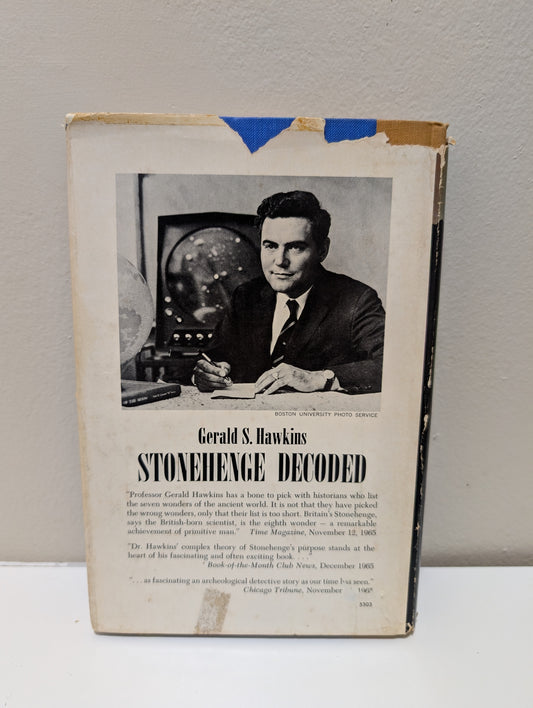 OF THE MOON
BOSTON UNIVERSITY PHOTO SERVICE
Gerald S. Hawkins
STONEHENGE DECODED
"Professor Gerald Hawkins has a bone to pick with historians who list
the seven wonders of the ancient world. It is not that they have picked
the wrong wonders, only that their list is too short. Britain's Stonehenge,
says the British-born scientist, is the eighth wonder — a remarkable
achievement of primitive man." Time Magazine, November 12, 1965
"Dr. Hawkins' complex theory of Stonehenge's purpose stands at the
heart of his fascinating and often exciting book. . . ."
Book-of-the-Month Club News, December 1965
". . . as fascinating an archeological detective story as our time has seen."
Chicago Tribune, November 1965
3303